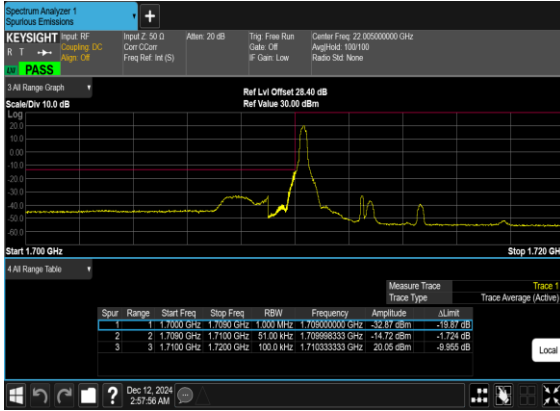 Spectrum Analyzer 1
Spurious Emissions
+
KEYSIGHT Input: RF Input Z: 50 Ω Atten: 20 dB Trig: Free Run Center Freq: 22.005000000 GHz
R T Coupling: DC Corr CCorr Gate: Off Avg|Hold: 100/100
Align: Off Freq Ref: Int (S) IF Gain: Low Radio Std: None
PASS
3 All Range Graph Ref Lvl Offset 28.40 dB
Scale/Div 10.0 dB Ref Value 30.00 dBm
Log
20.0
10.0
0.00
-10.0
-20.0
-30.0
-40.0
-50.0
-60.0
Start 1.700 GHz Stop 1.720 GH
4 All Range Table
Measure Trace Trace 1
Trace Type Trace Average (Active)
Spur Range Start Freq Stop Freq RBW Frequency Amplitude ΔLimit
1 1 1.7000 GHz 1.7090 GHz 1.000 MHz 1.709000000 GHz -32.87 dBm -19.87 dB
2 2 1.7090 GHz 1.7100 GHz 51.00 kHz 1.709998333 GHz -14.72 dBm -1.724 dB
3 3 1.7100 GHz 1.7200 GHz 100.0 kHz 1.710333333 GHz 20.05 dBm -9.955 dB
Local
? Dec 12, 2024
2:57:56 AM